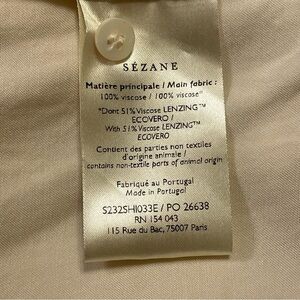 SÉZANE
Matière principale / Main fabric :
100% viscose / 100% viscose*
*Dont 51% Viscose LENZING™
ECOVERO /
With 51% Viscose LENZING™
ECOVERO
Contient des parties non textiles
d'origine animale /
contains non-textile parts of animal origin
Fabriqué au Portugal
Made in Portugal
S232SHI033E / PO 26638
RN 154 043
115 Rue du Bac, 75007 Paris